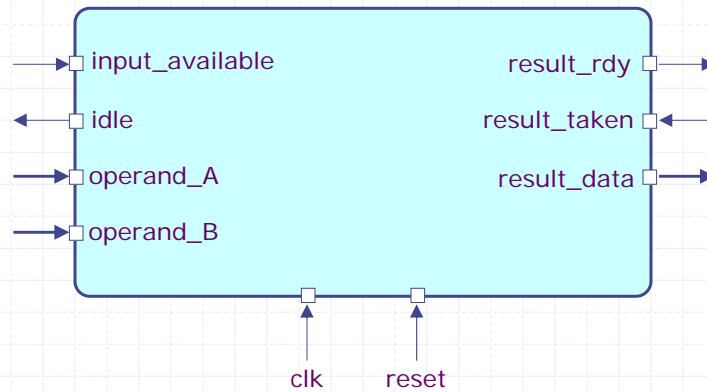 input_available
result_rdy
idle
result_taken
operand_A
result_data
operand_B
clk
reset